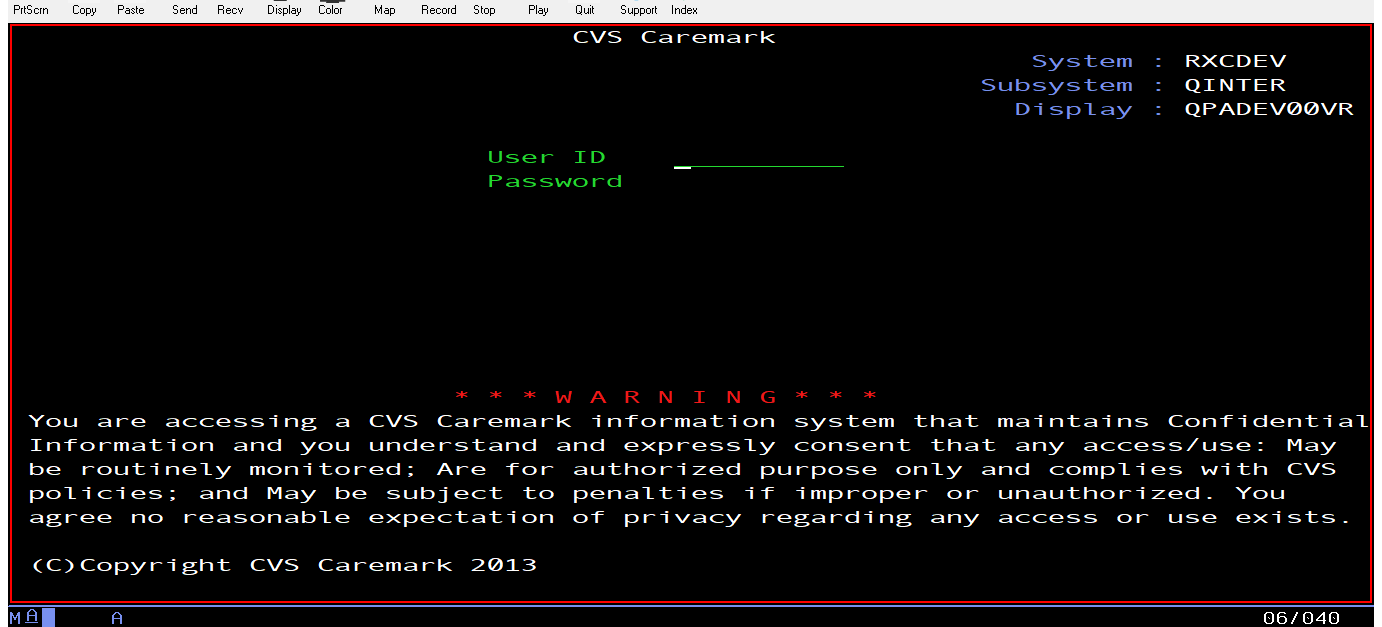 PrtScrn Copy Paste Send Recv Display Color Map Record Stop Play Quit Support Index
CVS Caremark
System : RXCDEV
Subsystem : QINTER
Display : QPADEV00VR
User ID
Password
* * * W A R N I N G * * *
You are accessing a CVS Caremark information system that maintains Confidential
Information and you understand and expressly consent that any access/use: May
be routinely monitored; Are for authorized purpose only and complies with CVS
policies; and May be subject to penalties if improper or unauthorized. You
agree no reasonable expectation of privacy regarding any access or use exists.
(C)Copyright CVS Caremark 2013
MA A 06/040